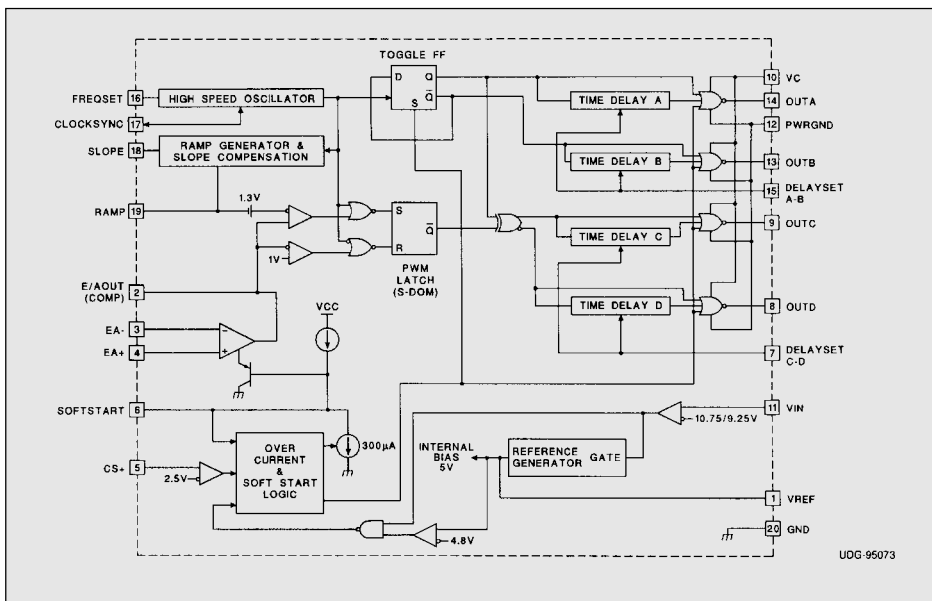 TOGGLE FF
D
Q
S
Q
10
VC
FREQSET
16
HIGH SPEED OSCILLATOR
TIME DELAY A
14
OUTA
CLOCKSYNC
17
12
PWRGND
SLOPE
18
RAMP GENERATOR &
SLOPE COMPENSATION
TIME DELAY B
13
OUTB
15
DELAYSET
A-B
RAMP
19
1.3V
S
Q
R
9
OUTC
TIME DELAY C
1V
PWM
LATCH
(S-DOM)
E/AOUT
(COMP)
2
VCC
TIME DELAY D
8
OUTD
EA-
3
−
EA+
4
+
7
DELAYSET
C-D
SOFTSTART
6
11
VIN
10.75/9.25V
300µA
OVER
CURRENT
&
SOFT START
LOGIC
INTERNAL
BIAS
5V
REFERENCE
GENERATOR
GATE
CS+
5
2.5V
1
VREF
4.8V
20
GND
UDG-95073